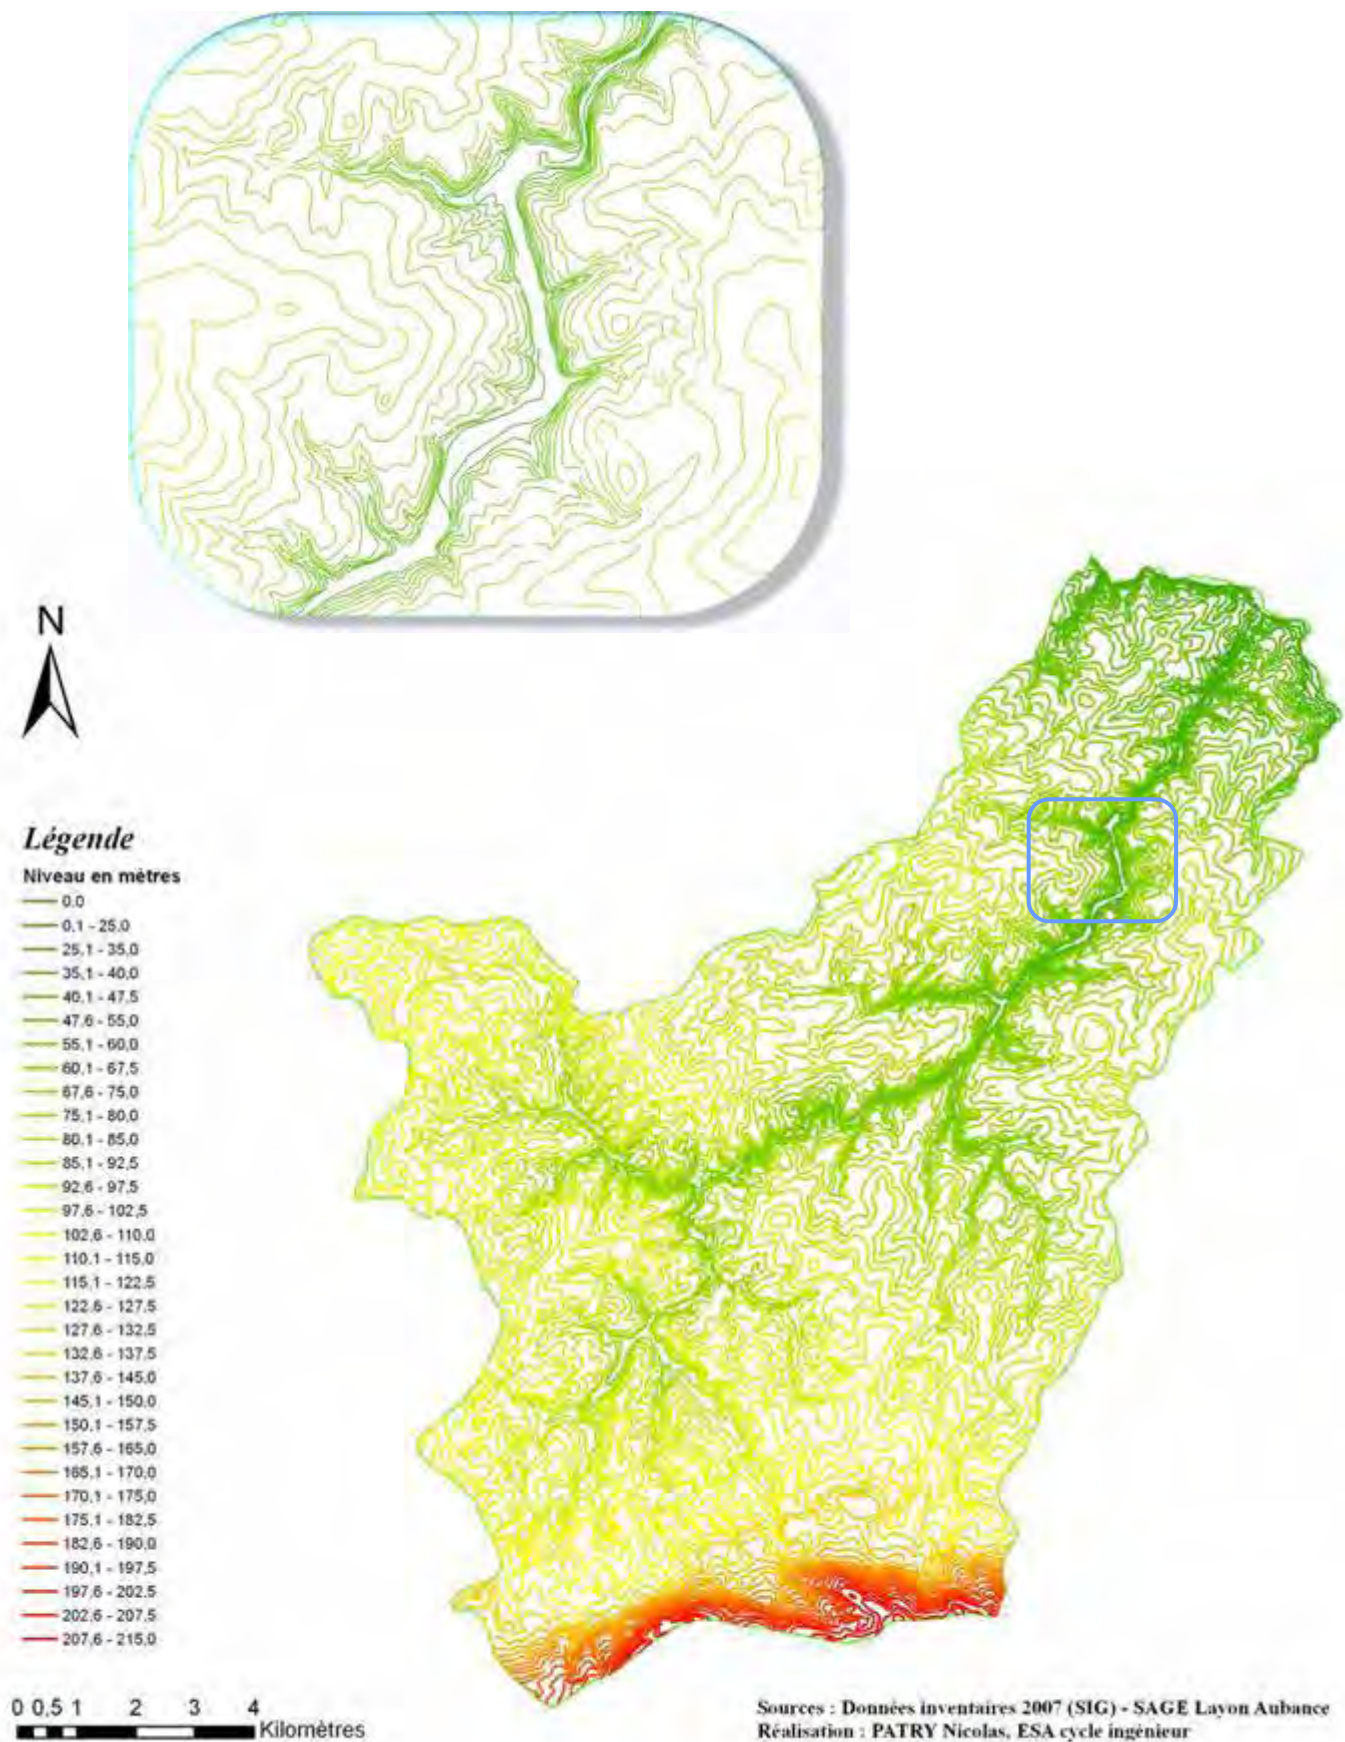 N
Légende
Niveau en mètres
0,0
0,1 - 25,0
25,1 - 35,0
35,1 - 40,0
40,1 - 47,5
47,6 - 55,0
55,1 - 60,0
60,1 - 67,5
67,6 - 75,0
75,1 - 80,0
80,1 - 85,0
85,1 - 92,5
92,6 - 97,5
97,6 - 102,5
102,6 - 110,0
110,1 - 115,0
115,1 - 122,5
122,6 - 127,5
127,6 - 132,5
132,6 - 137,5
137,6 - 145,0
145,1 - 150,0
150,1 - 157,5
157,6 - 165,0
165,1 - 170,0
170,1 - 175,0
175,1 - 182,5
182,6 - 190,0
190,1 - 197,5
197,6 - 202,5
202,6 - 207,5
207,6 - 215,0
0 0,5 1 2 3 4
Kilomètres
Sources : Données inventaires 2007 (SIG) - SAGE Layon Aubance
Réalisation : PATRY Nicolas, ESA cycle ingénieur